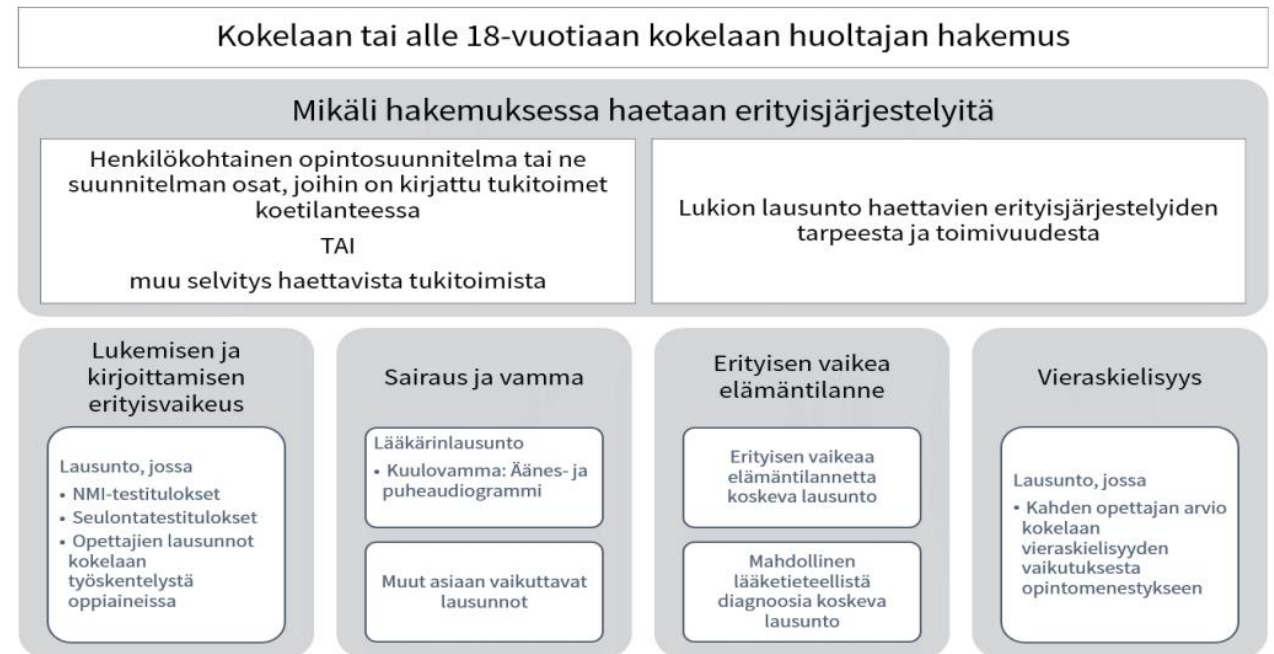 Kokelaan tai alle 18-vuotiaan kokelaan huoltajan hakemus
Mikäli hakemuksessa haetaan erityisjärjestelyitä
Henkilökohtainen opintosuunnitelma tai ne
suunnitelman osat, joihin on kirjattu tukitoimet
koetilanteessa
TAI
muu selvitys haettavista tukitoimista
Lukion lausunto haettavien erityisjärjestelyiden
tarpeesta ja toimivuudesta
Lukemisen ja
kirjoittamisen
erityisvaikeus
Lausunto, jossa
• NMI-testitulokset
• Seulontatestitulokset
• Opettajien lausunnot
kokelaan
työskentelystä
oppiaineissa
Sairaus ja vamma
Lääkärinlausunto
• Kuulovamma: Äänes- ja
puheaudiogrammi
Muut asiaan vaikuttavat
lausunnot
Erityisen vaikea
elämäntilanne
Erityisen vaikeaa
elämäntilannetta
koskeva lausunto
Mahdollinen
lääketieteellistä
diagnoosia koskeva
lausunto
Vieraskielisyys
Lausunto, jossa
• Kahden opettajan arvio
kokelaan
vieraskielisyyden
vaikutuksesta
opintomenestykseen